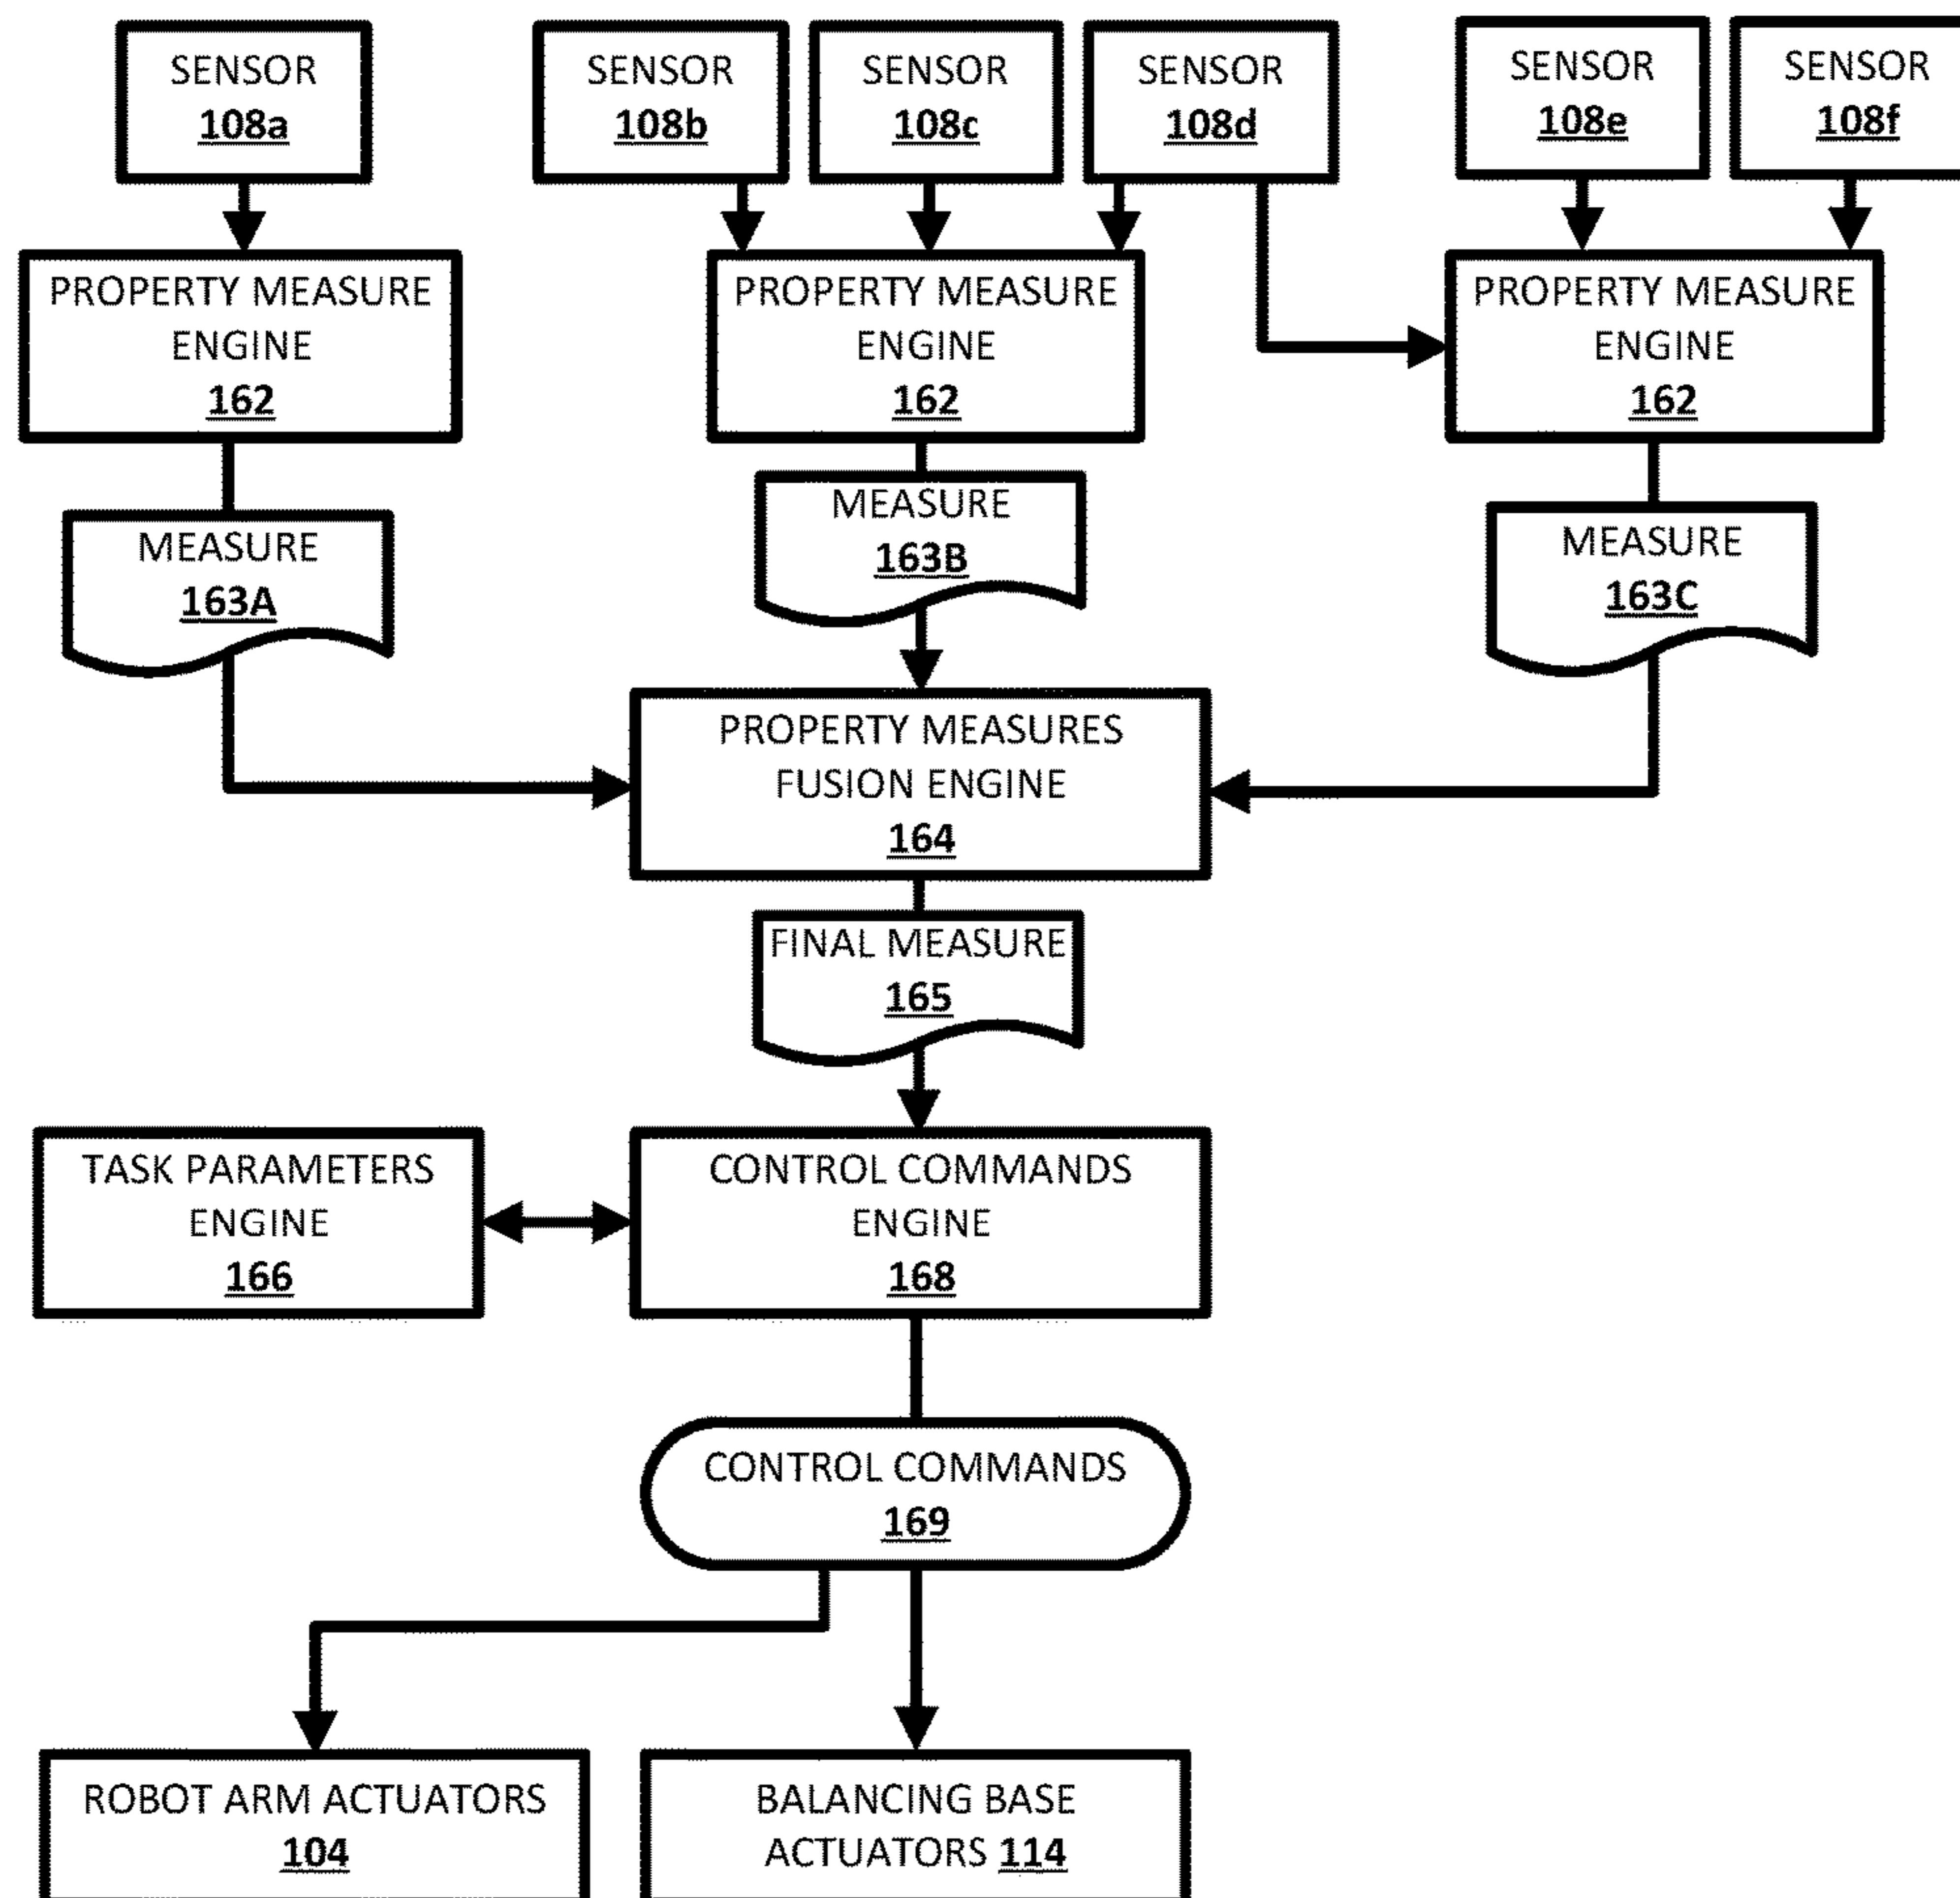 SENSOR
108a
SENSOR
108b
SENSOR
108c
SENSOR
108d
SENSOR
108e
SENSOR
108f
PROPERTY MEASURE
ENGINE
162
PROPERTY MEASURE
ENGINE
162
PROPERTY MEASURE
ENGINE
162
MEASURE
163A
MEASURE
163B
MEASURE
163C
PROPERTY MEASURES
FUSION ENGINE
164
FINAL MEASURE
165
TASK PARAMETERS
ENGINE
166
CONTROL COMMANDS
ENGINE
168
CONTROL COMMANDS
169
ROBOT ARM ACTUATORS
104
BALANCING BASE
ACTUATORS 114